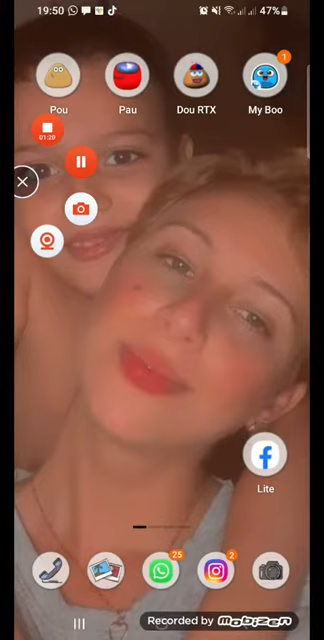 19:50
47%
1
Pou
Pau
Dou RTX
My Boo
01:20
Lite
25
2
Recorded by MOBIZEN